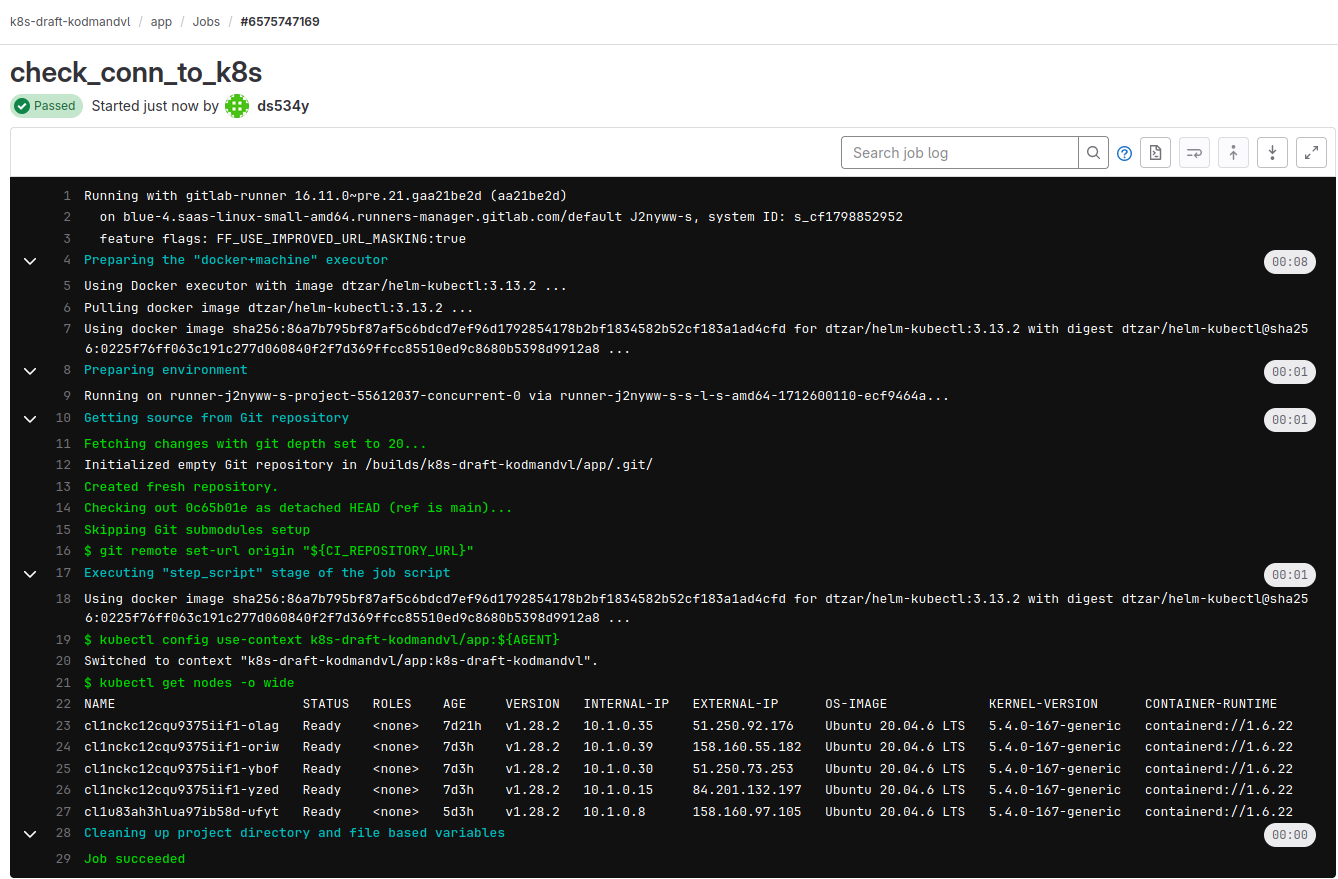 k8s-draft-kodmandvl / app / Jobs / #6575747169
check_conn_to_k8s
Passed Started just now by ds534y
Search job log
1 Running with gitlab-runner 16.11.0~pre.21.gaa21be2d (aa21be2d)
2 on blue-4.saas-linux-small-amd64.runners-manager.gitlab.com/default J2nyww-s, system ID: s_cf1798852952
3 feature flags: FF_USE_IMPROVED_URL_MASKING:true
4 Preparing the "docker+machine" executor 00:08
5 Using Docker executor with image dtzar/helm-kubectl:3.13.2 ...
6 Pulling docker image dtzar/helm-kubectl:3.13.2 ...
7 Using docker image sha256:86a7b795bf87af5c6bdcd7ef96d1792854178b2bf1834582b52cf183a1ad4cfd for dtzar/helm-kubectl:3.13.2 with digest dtzar/helm-kubectl@sha25
6:0225f76ff063c191c277d060840f2f7d369ffcc85510ed9c8680b5398d9912a8 ...
8 Preparing environment 00:01
9 Running on runner-j2nyww-s-project-55612037-concurrent-0 via runner-j2nyww-s-s-l-s-amd64-1712600110-ecf9464a...
10 Getting source from Git repository 00:01
11 Fetching changes with git depth set to 20...
12 Initialized empty Git repository in /builds/k8s-draft-kodmandvl/app/.git/
13 Created fresh repository.
14 Checking out 0c65b01e as detached HEAD (ref is main)...
15 Skipping Git submodules setup
16 $ git remote set-url origin "${CI_REPOSITORY_URL}"
17 Executing "step_script" stage of the job script 00:01
18 Using docker image sha256:86a7b795bf87af5c6bdcd7ef96d1792854178b2bf1834582b52cf183a1ad4cfd for dtzar/helm-kubectl:3.13.2 with digest dtzar/helm-kubectl@sha25
6:0225f76ff063c191c277d060840f2f7d369ffcc85510ed9c8680b5398d9912a8 ...
19 $ kubectl config use-context k8s-draft-kodmandvl/app:${AGENT}
20 Switched to context "k8s-draft-kodmandvl/app:k8s-draft-kodmandvl".
21 $ kubectl get nodes -o wide
22 NAME STATUS ROLES AGE VERSION INTERNAL-IP EXTERNAL-IP OS-IMAGE KERNEL-VERSION CONTAINER-RUNTIME
23 cl1nckc12cqu9375iif1-olag Ready <none> 7d21h v1.28.2 10.1.0.35 51.250.92.176 Ubuntu 20.04.6 LTS 5.4.0-167-generic containerd://1.6.22
24 cl1nckc12cqu9375iif1-oriw Ready <none> 7d3h v1.28.2 10.1.0.39 158.160.55.182 Ubuntu 20.04.6 LTS 5.4.0-167-generic containerd://1.6.22
25 cl1nckc12cqu9375iif1-ybof Ready <none> 7d3h v1.28.2 10.1.0.30 51.250.73.253 Ubuntu 20.04.6 LTS 5.4.0-167-generic containerd://1.6.22
26 cl1nckc12cqu9375iif1-yzed Ready <none> 7d3h v1.28.2 10.1.0.15 84.201.132.197 Ubuntu 20.04.6 LTS 5.4.0-167-generic containerd://1.6.22
27 cl1u83ah3hlua97ib58d-ufyt Ready <none> 5d3h v1.28.2 10.1.0.8 158.160.97.105 Ubuntu 20.04.6 LTS 5.4.0-167-generic containerd://1.6.22
28 Cleaning up project directory and file based variables 00:00
29 Job succeeded